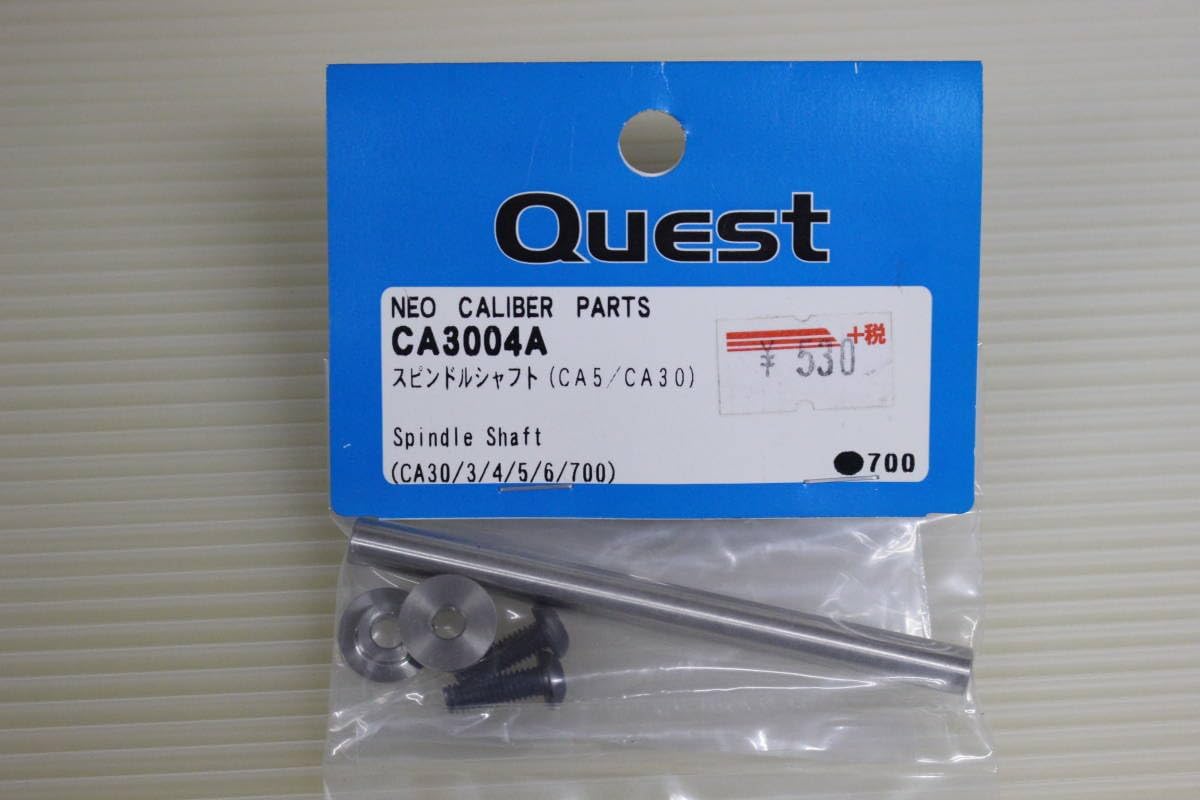 Quest
NEO CALIBER PARTS
CA3004A
スピンドルシャフト(CA5/CA30)
+税
¥ 530
Spindle Shaft
(CA30/3/4/5/6/700)
●700